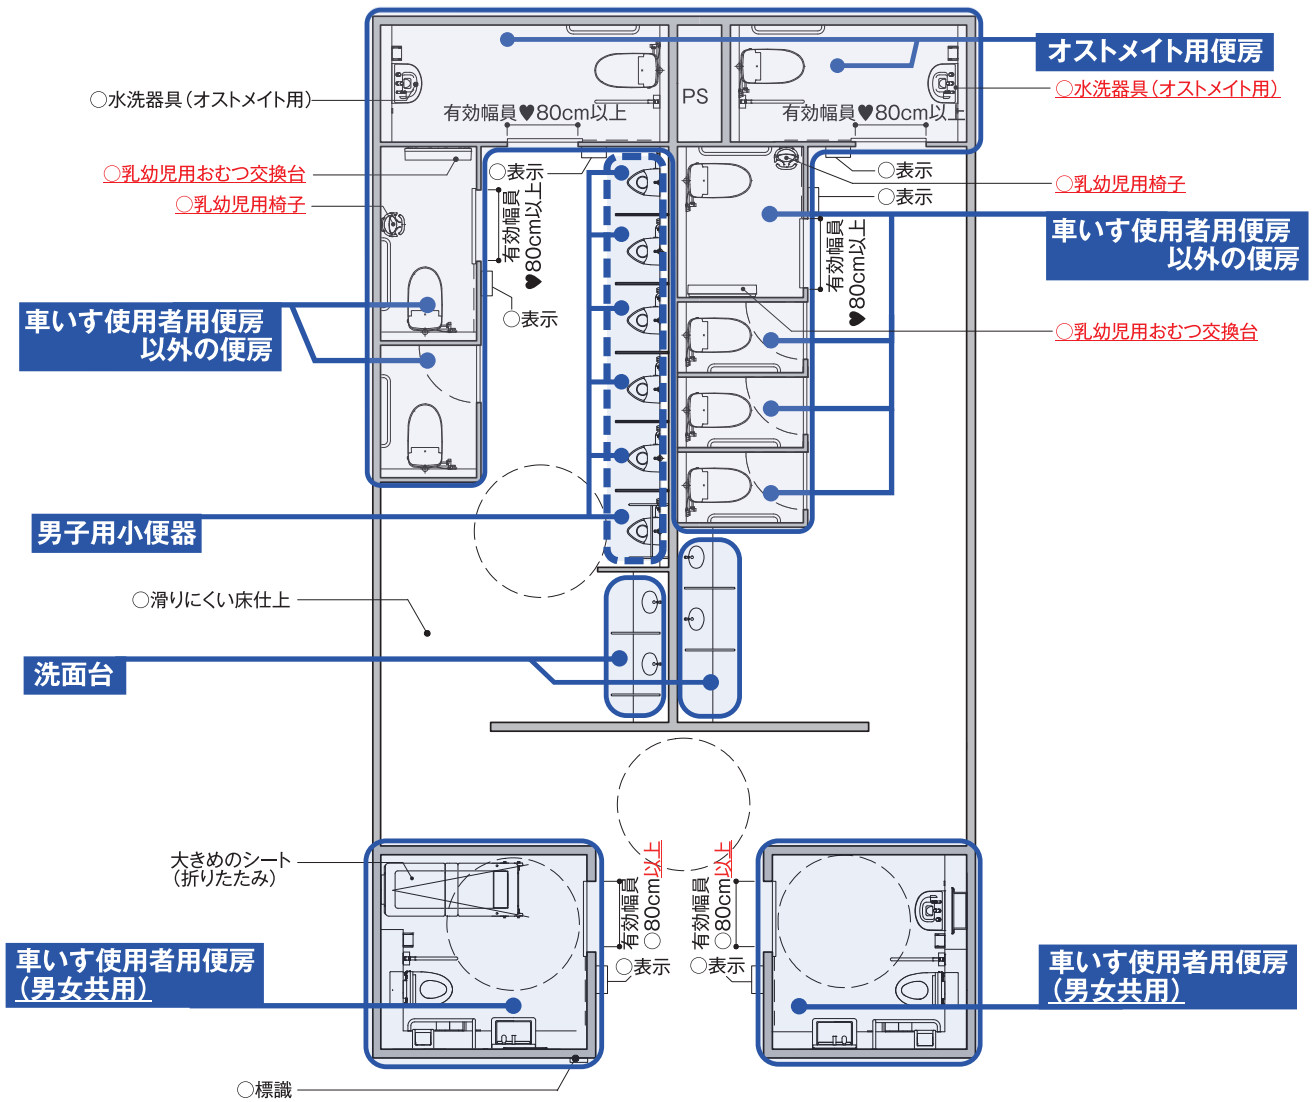 オストメイト用便房
○水洗器具（オストメイト用）
○水洗器具（オストメイト用）
PS
有効幅員♥80cm以上
有効幅員♥80cm以上
○乳幼児用おむつ交換台
○乳幼児用椅子
○表示
有効幅員
♥80cm以上
○表示
○表示
○表示
○乳幼児用椅子
車いす使用者用便房
以外の便房
有効幅員
♥80cm以上
○乳幼児用おむつ交換台
車いす使用者用便房
以外の便房
男子用小便器
○滑りにくい床仕上
洗面台
大きめのシート
（折りたたみ）
有効幅員
○80cm以上
有効幅員
○80cm以上
○表示
○表示
車いす使用者用便房
（男女共用）
車いす使用者用便房
（男女共用）
○標識